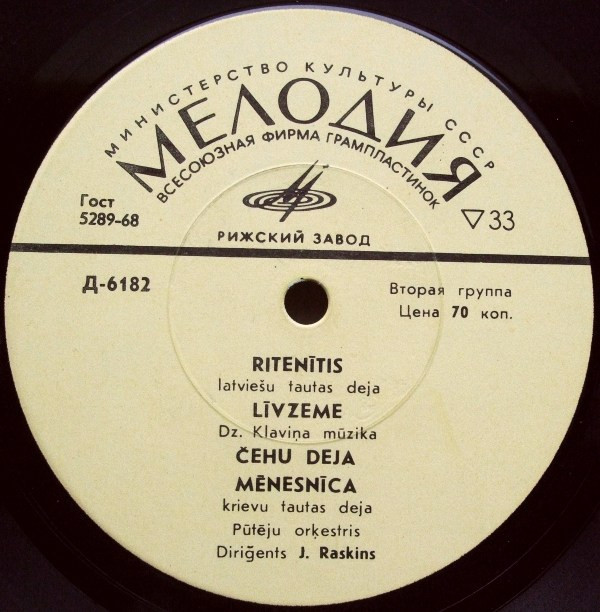 МИНИСТЕРСТВО КУЛЬТУРЫ СССР
МЕЛОДИЯ
ВСЕСОЮЗНАЯ ФИРМА ГРАМПЛАСТИНОК
Гост
5289-68
33
РИЖСКИЙ ЗАВОД
Д-6182
Вторая группа
Цена 70 коп.
RITENĪTIS
latviešu tautas deja
LĪVZEME
Dz. Klaviņa mūzika
ČEHU DEJA
MĒNESNĪCA
krievu tautas deja
Pūtēju orķestris
Diriģents J. Raskins